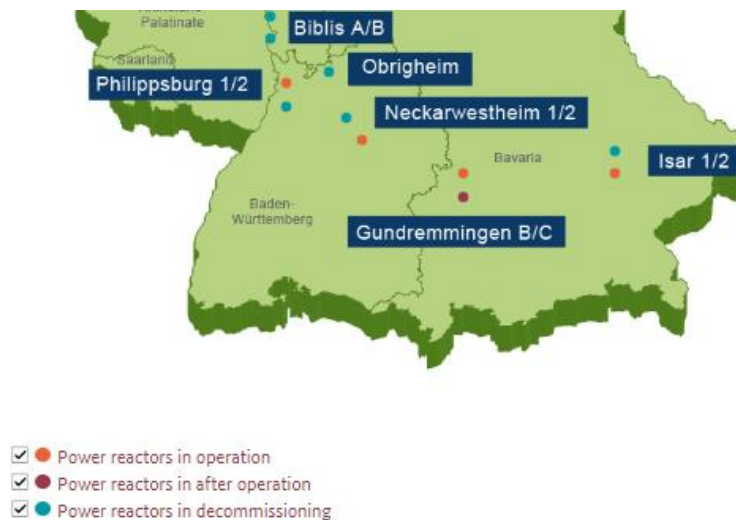 Palatinate
Biblis A/B
Saarland
Obrigheim
Philippsburg 1/2
Neckarwestheim 1/2
Bavaria
Isar 1/2
Baden-
Württemberg
Gundremmingen B/C
Power reactors in operation
Power reactors in after operation
Power reactors in decommissioning